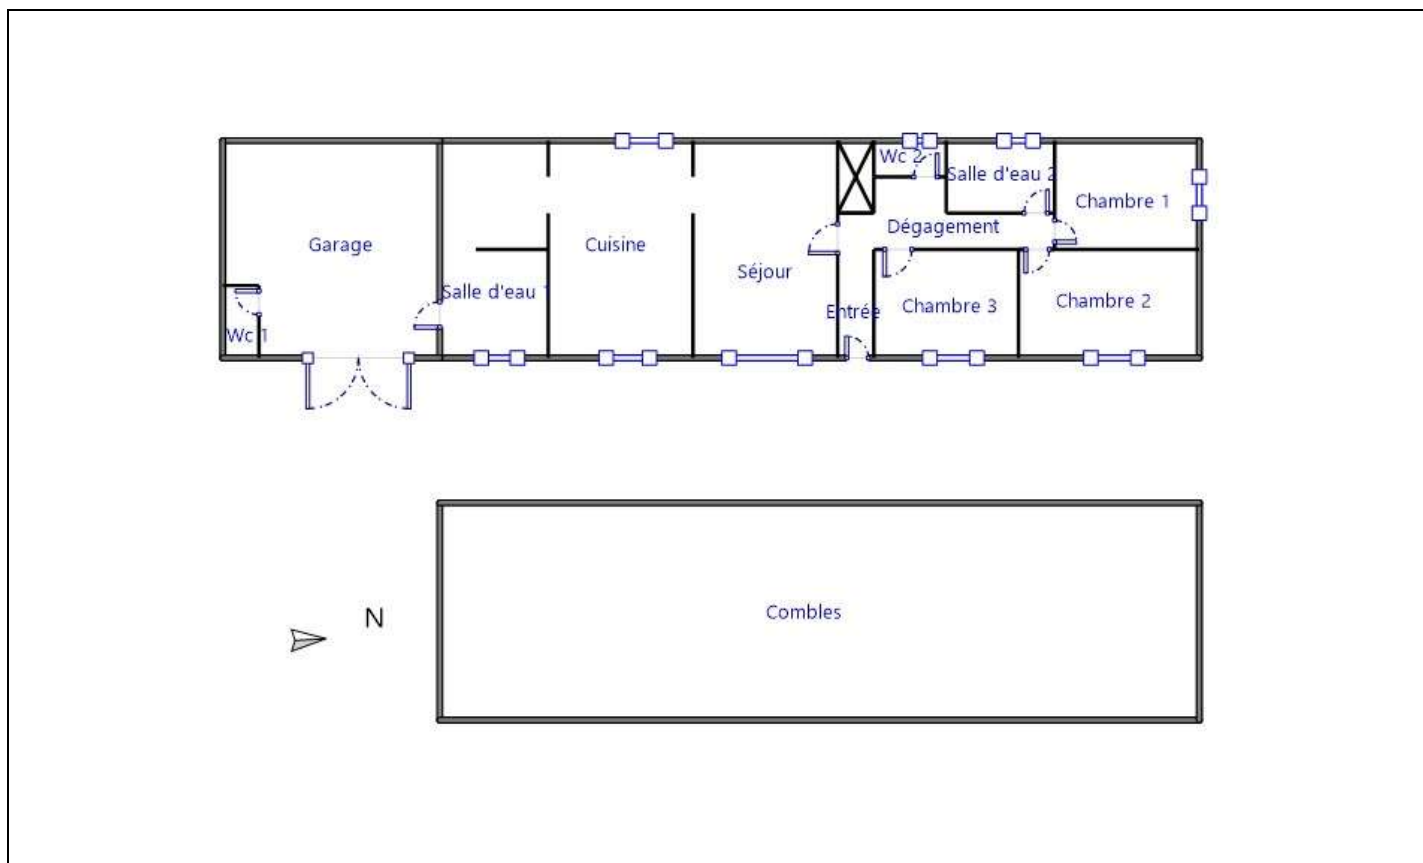 Wc 2
Salle d'eau 2
Chambre 1
Dégagement
Garage
Cuisine
Séjour
Salle d'eau 1
Entrée
Chambre 3
Chambre 2
Wc 1
Combles
N